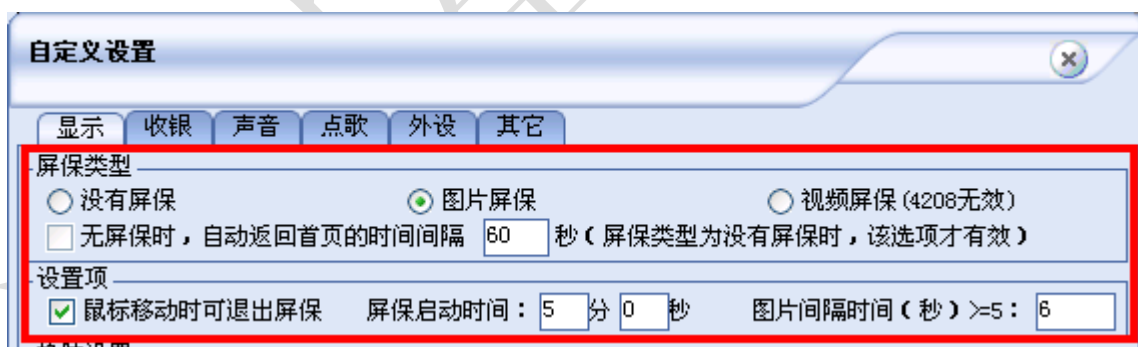 自定义设置
显示 收银 声音 点歌 外设 其它
屏保类型
没有屏保 图片屏保 视频屏保(4208无效)
无屏保时，自动返回首页的时间间隔 60 秒(屏保类型为没有屏保时，该选项才有效)
设置项
鼠标移动时可退出屏保 屏保启动时间：5 分 0 秒 图片间隔时间(秒)>=5：6